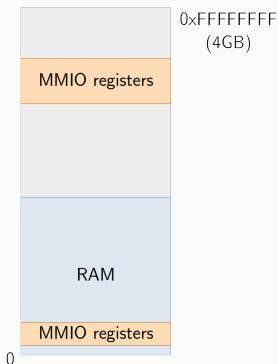 0xFFFFFFFF
(4GB)
MMIO registers
RAM
MMIO registers
0